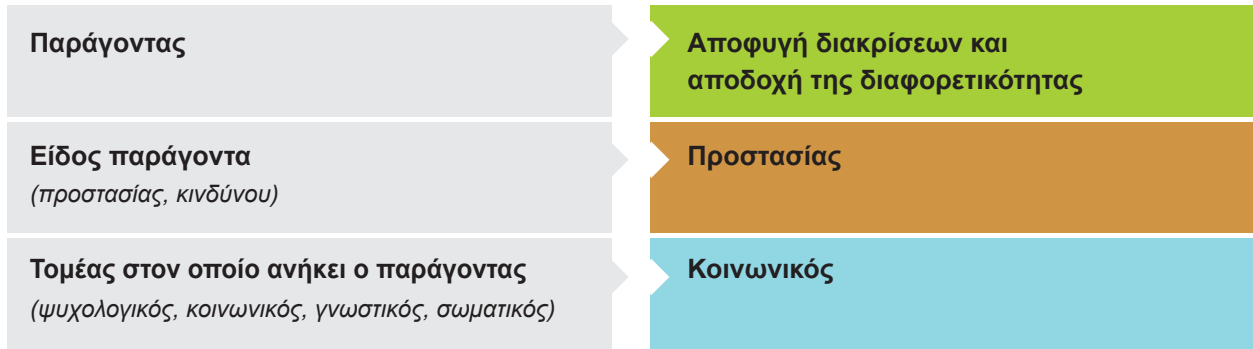 Παράγοντας
Αποφυγή διακρίσεων και
αποδοχή της διαφορετικότητας
Είδος παράγοντα
(προστασίας, κινδύνου)
Προστασίας
Τομέας στον οποίο ανήκει ο παράγοντας
(ψυχολογικός, κοινωνικός, γνωστικός, σωματικός)
Κοινωνικός